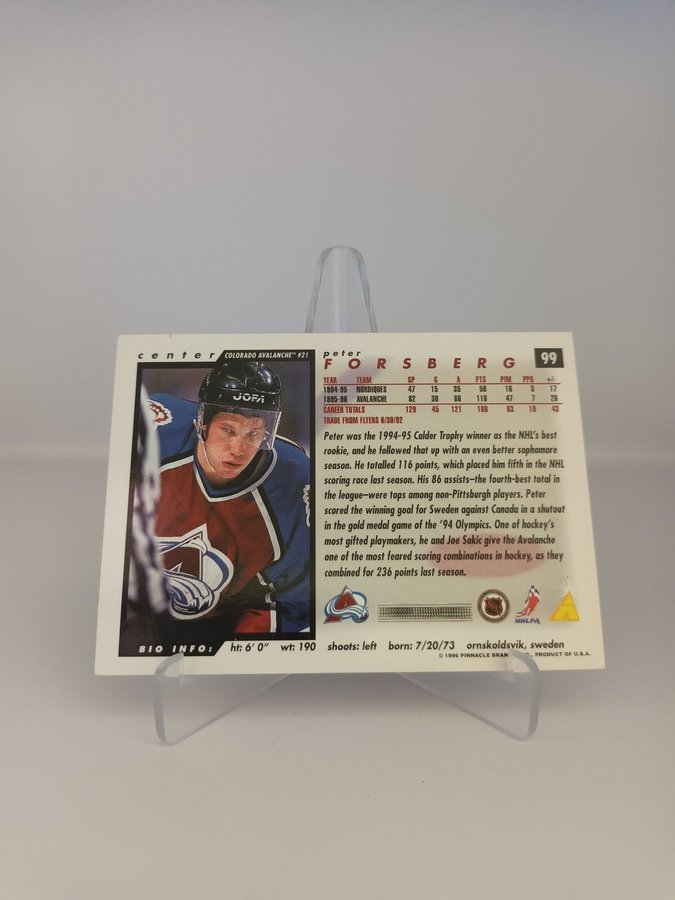 center COLORADO AVALANCHE™ #21
JOFA
peter
FORSBERG
99
YEAR TEAM GP G A PTS PIM PPG +/-
1994-95 NORDIQUES 47 15 35 50 16 3 17
1995-96 AVALANCHE 82 30 86 116 47 7 26
CAREER TOTALS 129 45 121 166 63 10 43
TRADE FROM FLYERS 6/30/92
Peter was the 1994-95 Calder Trophy winner as the NHL's best
rookie, and he followed that up with an even better sophomore
season. He totalled 116 points, which placed him fifth in the NHL
scoring race last season. His 86 assists—the fourth-best total in
the league—were tops among non-Pittsburgh players. Peter
scored the winning goal for Sweden against Canada in a shutout
in the gold medal game of the '94 Olympics. One of hockey's
most gifted playmakers, he and Joe Sakic give the Avalanche
one of the most feared scoring combinations in hockey, as they
combined for 236 points last season.
NHLPA
BIO INFO: ht: 6' 0" wt: 190 shoots: left born: 7/20/73 ornskoldsvik, sweden
© 1996 PINNACLE BRANDS, INC., PRODUCT OF U.S.A.